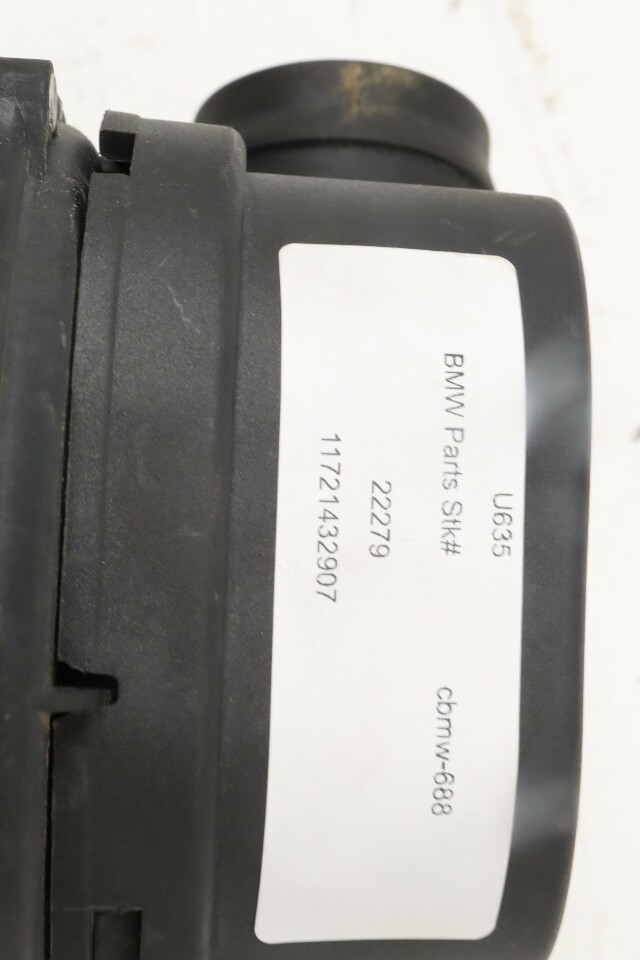 U635
BMW Parts Stk# cbmw-688
22279
11721432907